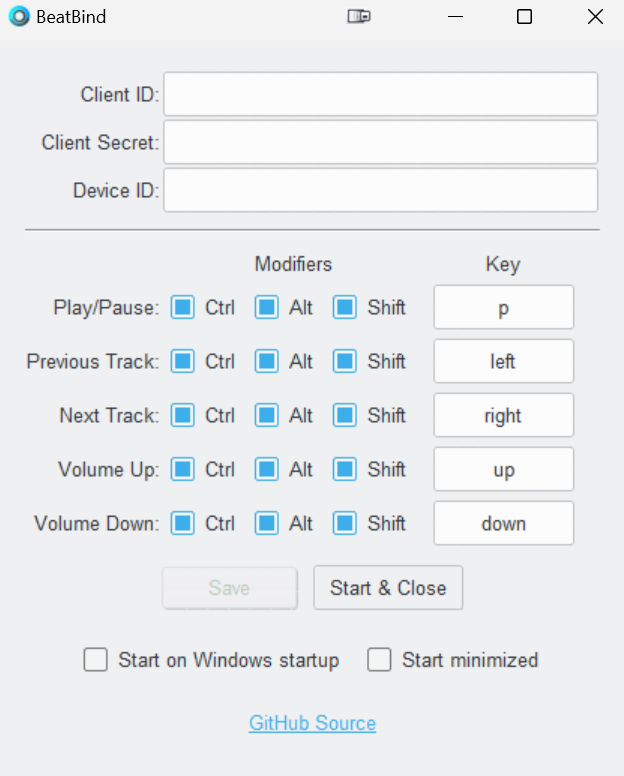 BeatBind
Client ID:
Client Secret:
Device ID:
Modifiers Key
Play/Pause: Ctrl Alt Shift p
Previous Track: Ctrl Alt Shift left
Next Track: Ctrl Alt Shift right
Volume Up: Ctrl Alt Shift up
Volume Down: Ctrl Alt Shift down
Save Start & Close
Start on Windows startup Start minimized
GitHub Source